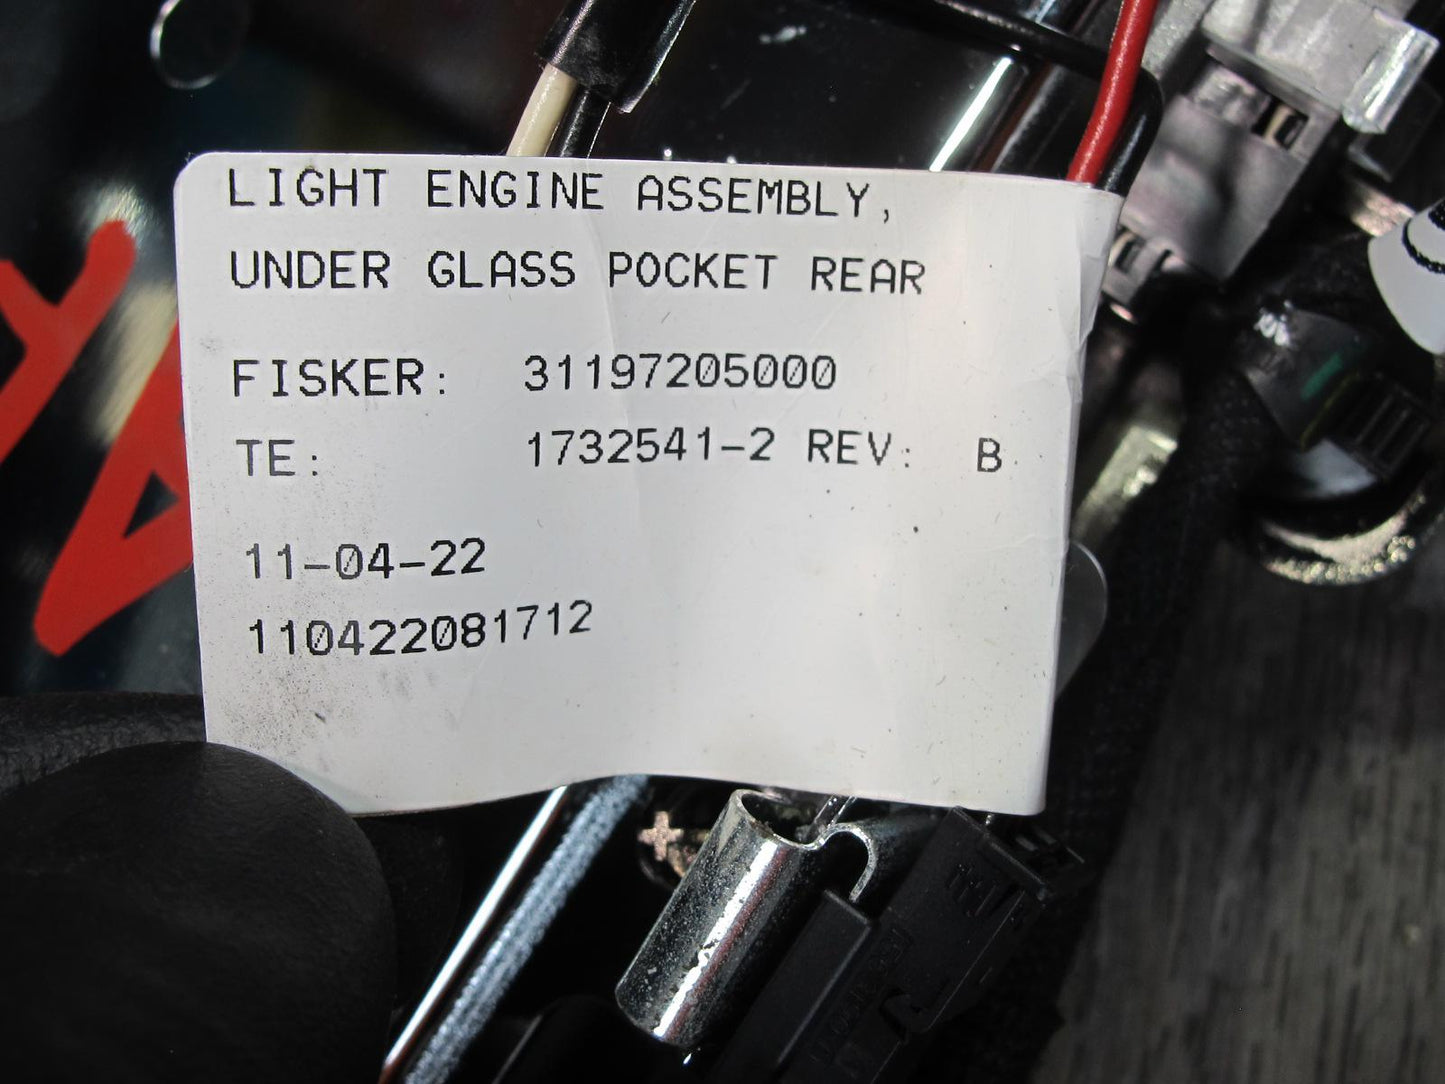 LIGHT ENGINE ASSEMBLY,
UNDER GLASS POCKET REAR
FISKER: 31197205000
TE: 1732541-2 REV: B
11-04-22
110422081712